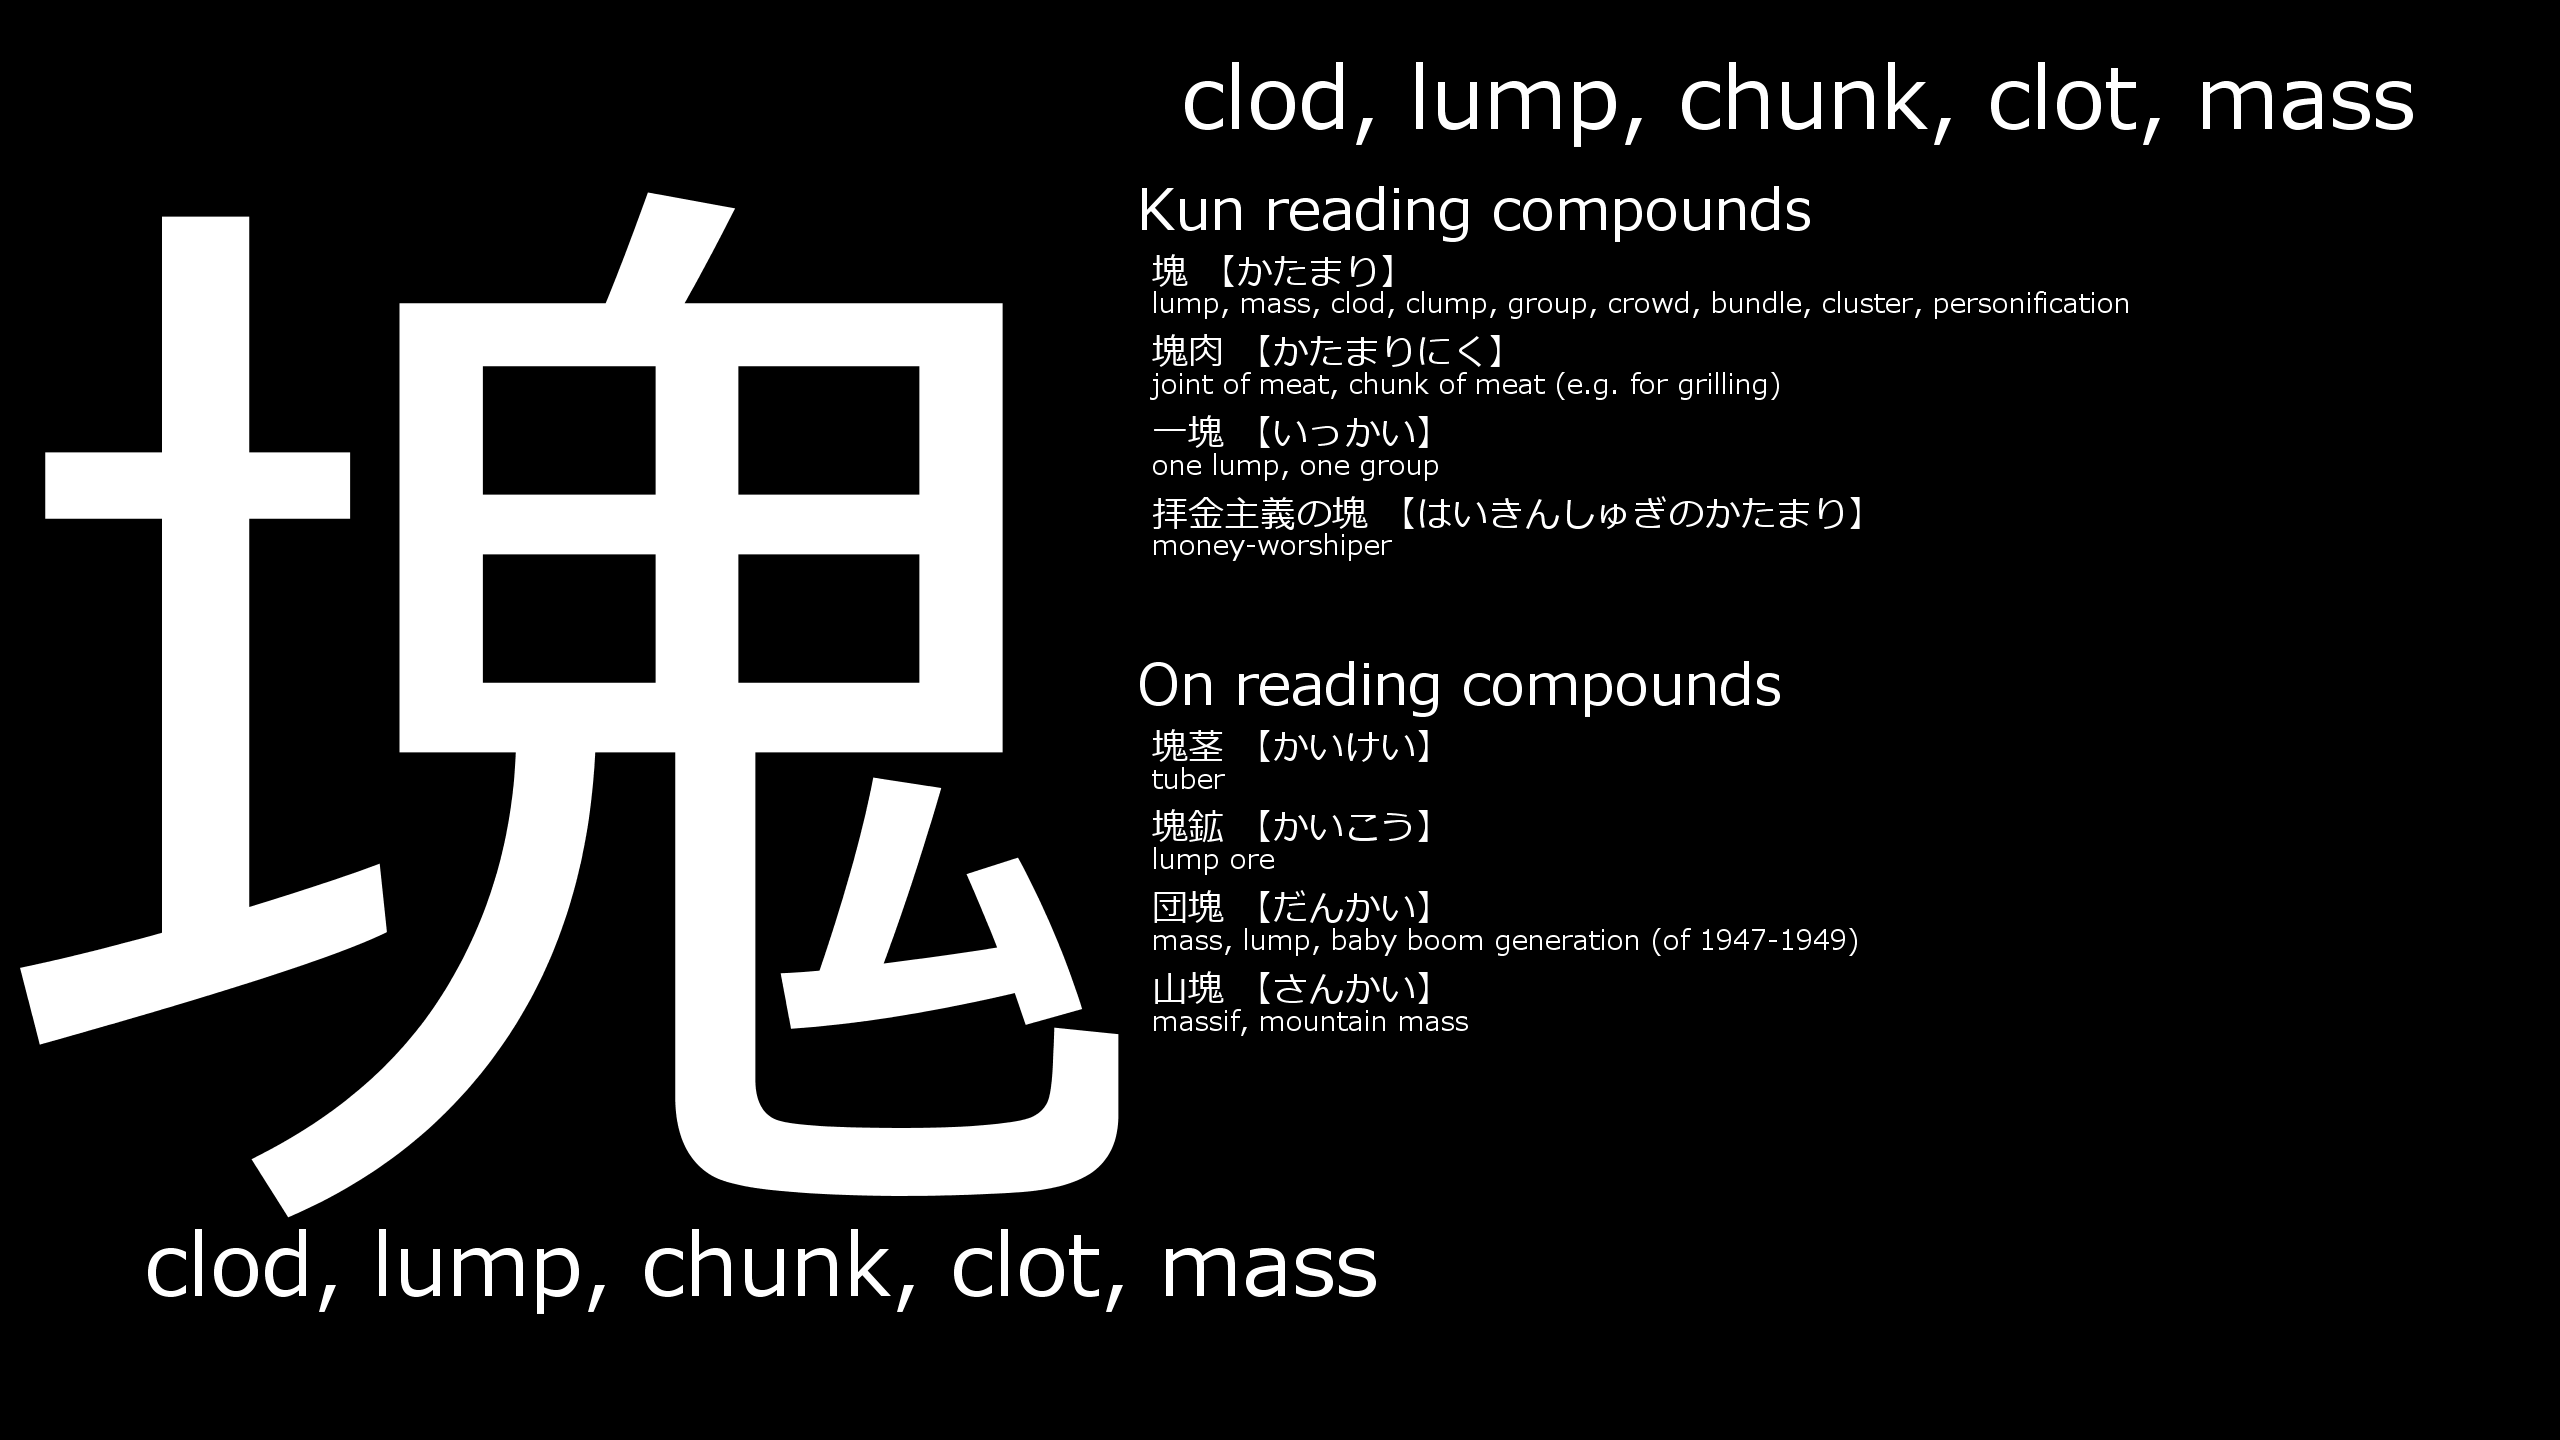 塊
clod, lump, chunk, clot, mass
clod, lump, chunk, clot, mass
Kun reading compounds
塊 【かたまり】
lump, mass, clod, clump, group, crowd, bundle, cluster, personification
塊肉 【かたまりにく】
joint of meat, chunk of meat (e.g. for grilling)
一塊 【いっかい】
one lump, one group
拝金主義の塊 【はいきんしゅぎのかたまり】
money-worshiper
On reading compounds
塊茎 【かいけい】
tuber
塊鉱 【かいこう】
lump ore
団塊 【だんかい】
mass, lump, baby boom generation (of 1947-1949)
山塊 【さんかい】
massif, mountain mass